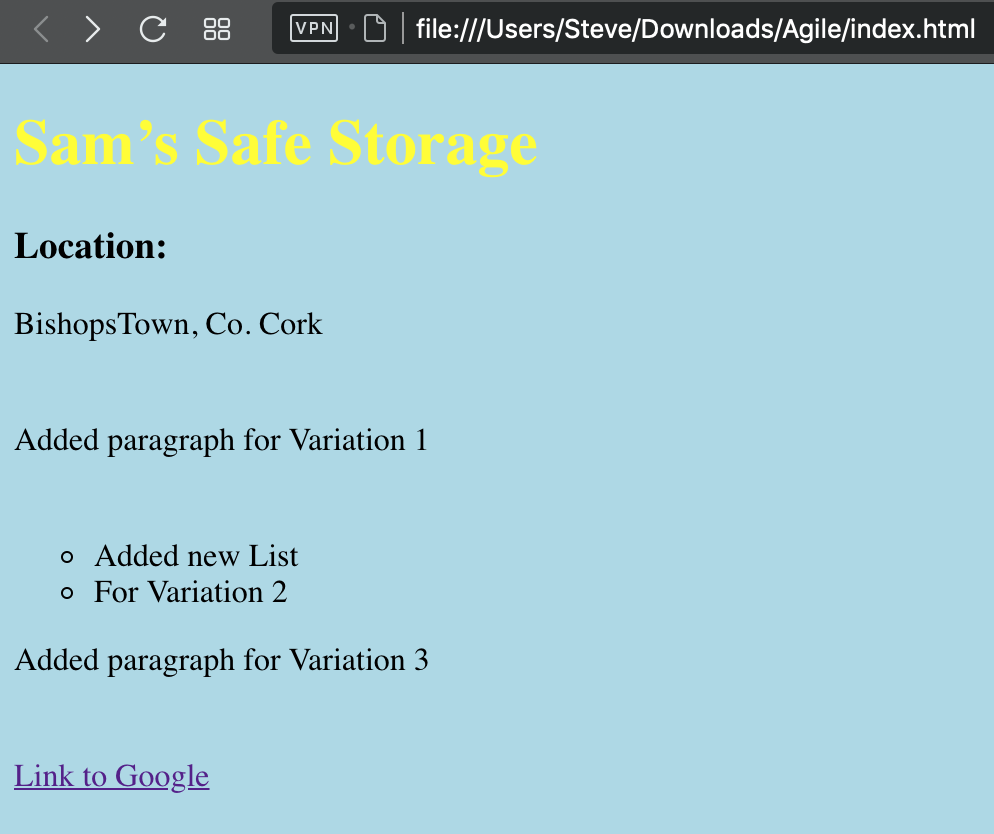 VPN file:///Users/Steve/Downloads/Agile/index.html
Sam’s Safe Storage
Location:
BishopsTown, Co. Cork
Added paragraph for Variation 1
Added new List
For Variation 2
Added paragraph for Variation 3
Link to Google